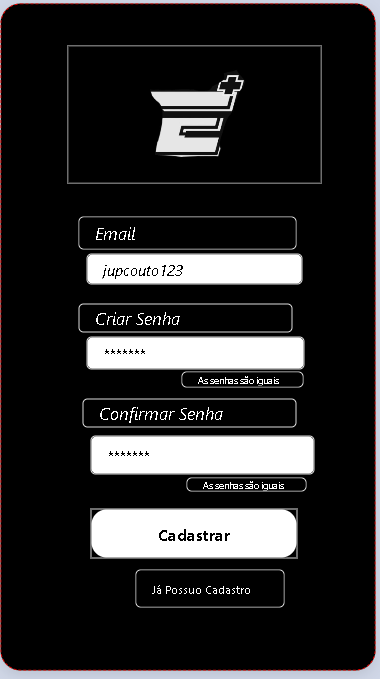 Email
jupcouto123
Criar Senha
*******
As senhas são iguais
Confirmar Senha
*******
As senhas são iguais
Cadastrar
Já Possuo Cadastro